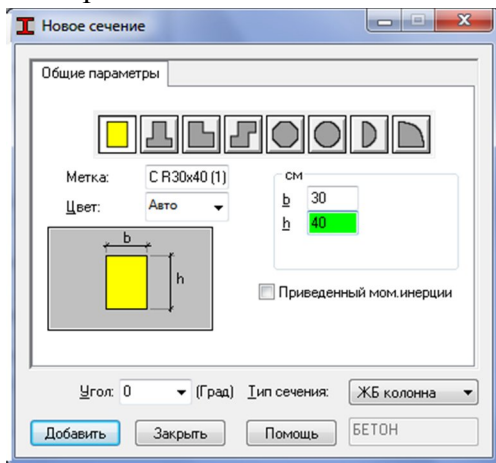 Новое сечение
Общие параметры
Метка: C R30x40 (1)
Цвет: Авто
см
b 30
h 40
b
h
Приведенный мом.инерции
Угол: 0 (Град) Тип сечения: ЖБ колонна
Добавить Закрыть Помощь БЕТОН